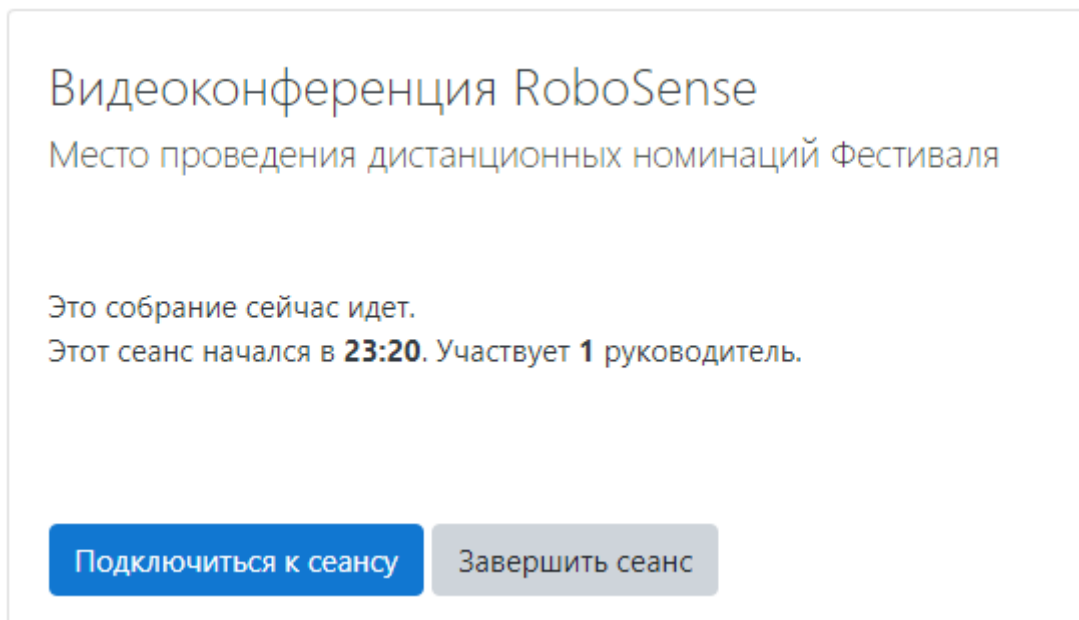 Видеоконференция RoboSense
Место проведения дистанционных номинаций Фестиваля
Это собрание сейчас идет.
Этот сеанс начался в 23:20. Участвует 1 руководитель.
Подключиться к сеансу
Завершить сеанс